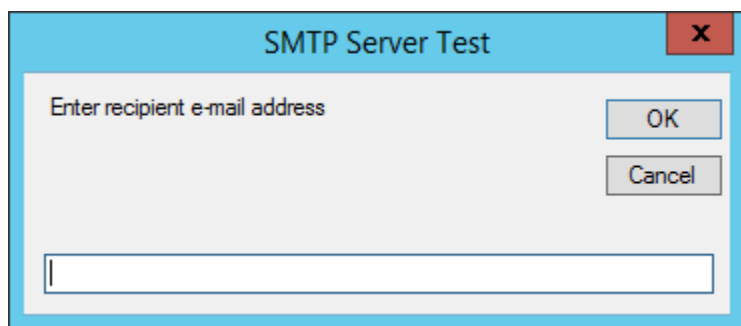 SMTP Server Test
x
Enter recipient e-mail address
OK
Cancel